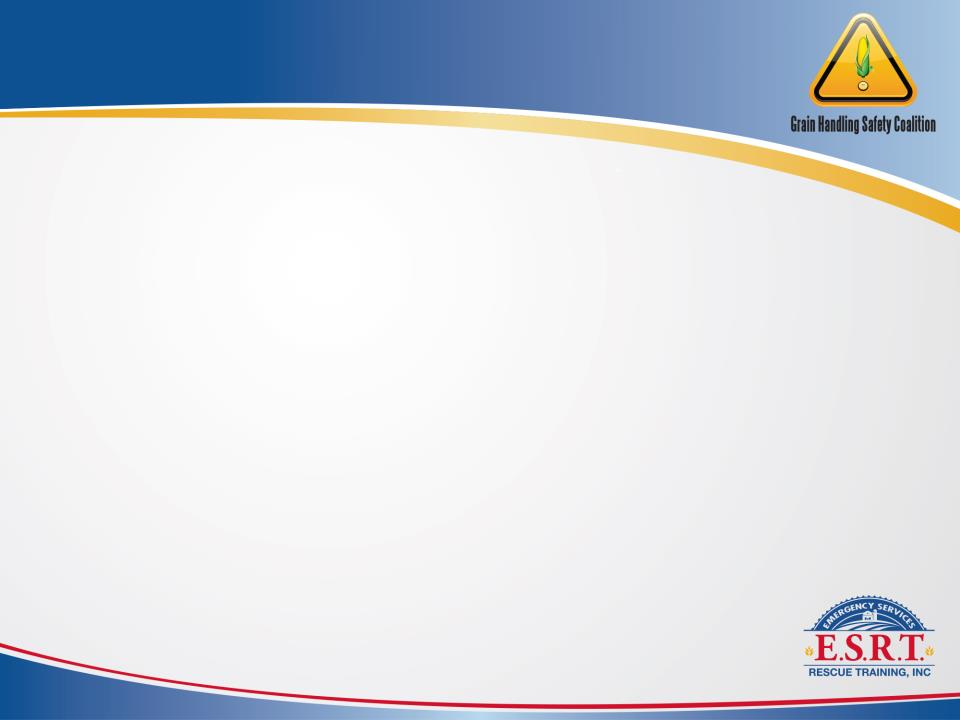 Grain Handling Safety Coalition
EMERGENCY SERVICES
E.S.R.T.
RESCUE TRAINING, INC